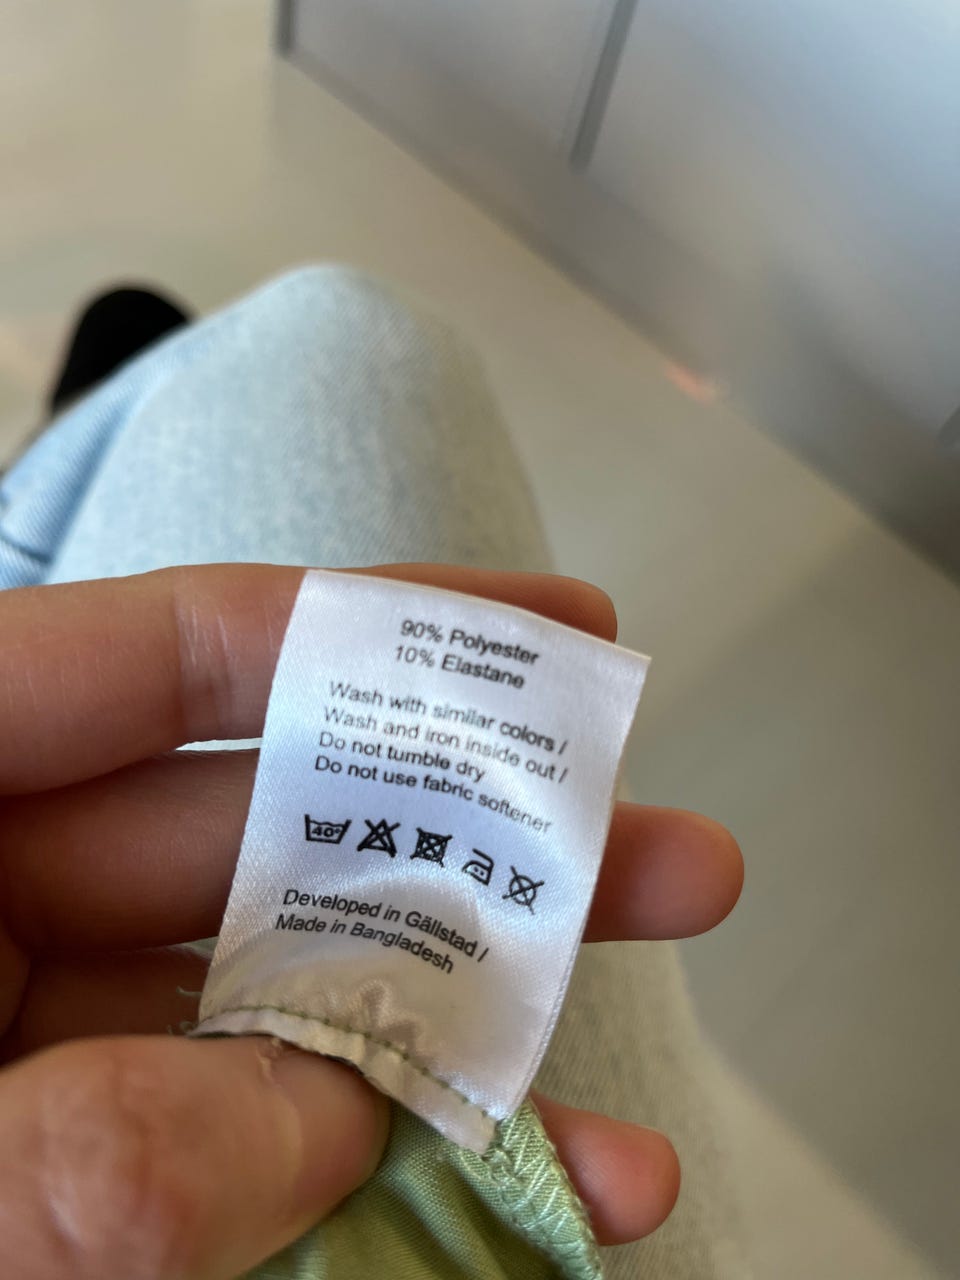 90% Polyester
10% Elastane
Wash with similar colors /
Wash and iron inside out /
Do not tumble dry
Do not use fabric softener
40°
Developed in Gällstad /
Made in Bangladesh